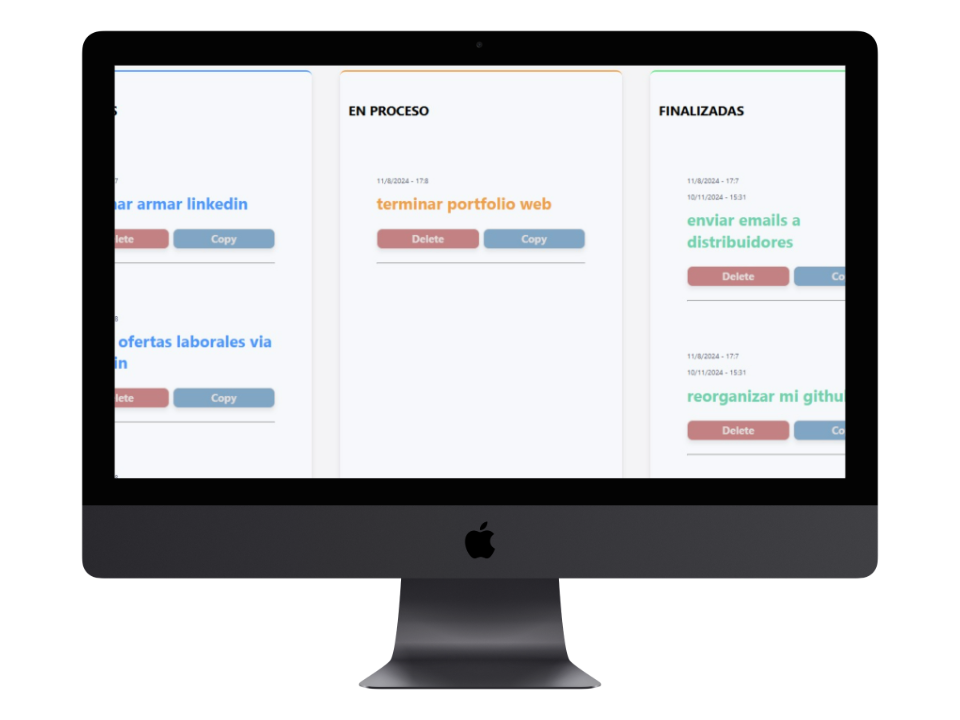 S
7
ar armar linkedin
lete
Copy
8
ofertas laborales via
in
lete
Copy
EN PROCESO
11/8/2024 - 17:8
terminar portfolio web
Delete
Copy
FINALIZADAS
11/8/2024 - 17:7
10/11/2024 - 15:31
enviar emails a
distribuidores
Delete
Co
11/8/2024 - 17:7
10/11/2024 - 15:31
reorganizar mi githu
Delete
Co